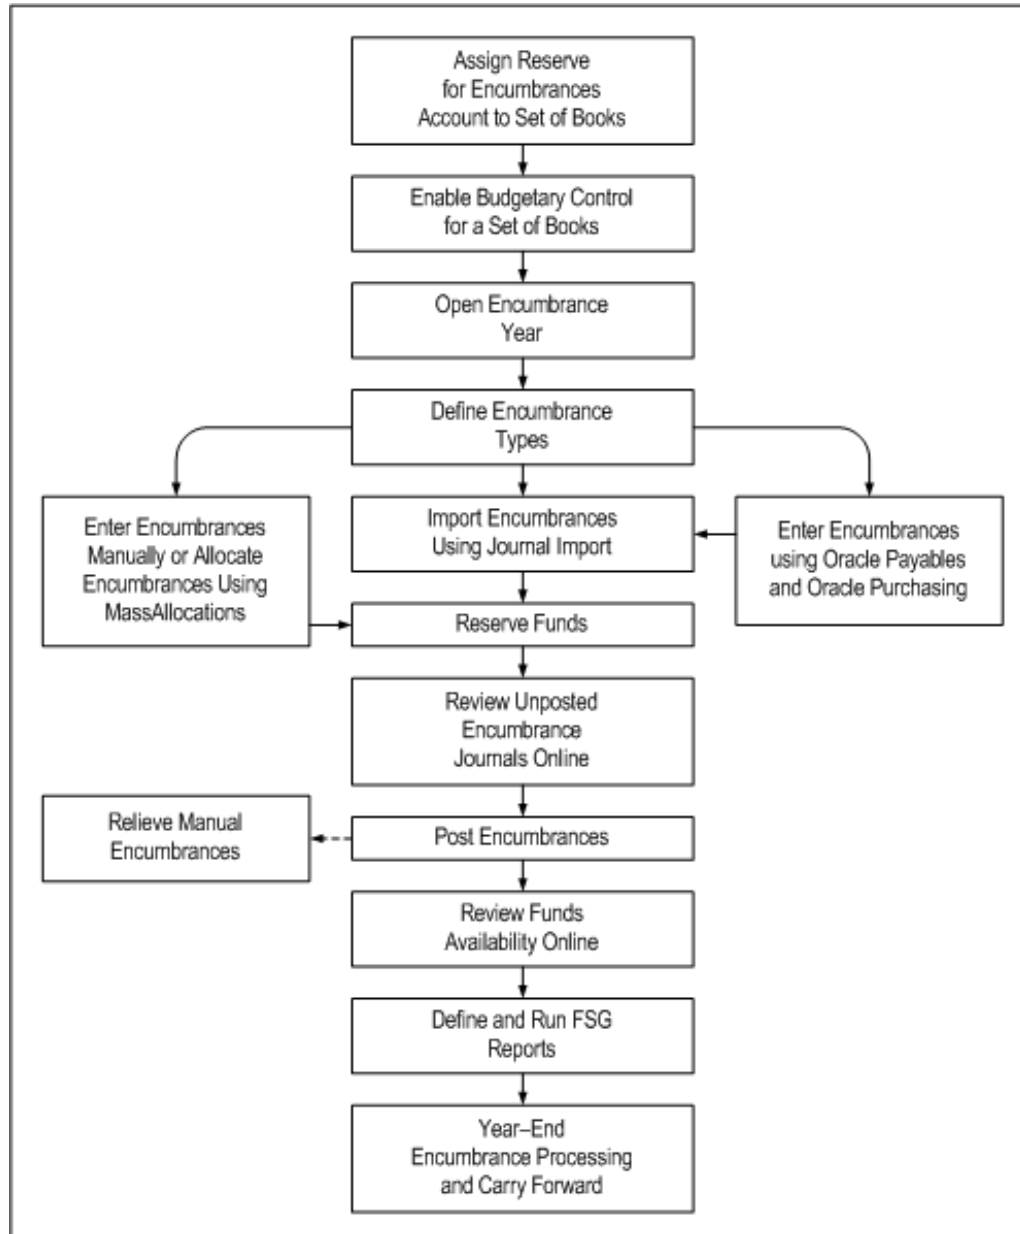 Assign Reserve
for Encumbrances
Account to Set of Books
Enable Budgetary Control
for a Set of Books
Open Encumbrance
Year
Define Encumbrance
Types
Enter Encumbrances
Manually or Allocate
Encumbrances Using
MassAllocations
Import Encumbrances
Using Journal Import
Enter Encumbrances
using Oracle Payables
and Oracle Purchasing
Reserve Funds
Review Unposted
Encumbrance
Journals Online
Relieve Manual
Encumbrances
Post Encumbrances
Review Funds
Availability Online
Define and Run FSG
Reports
Year–End
Encumbrance Processing
and Carry Forward